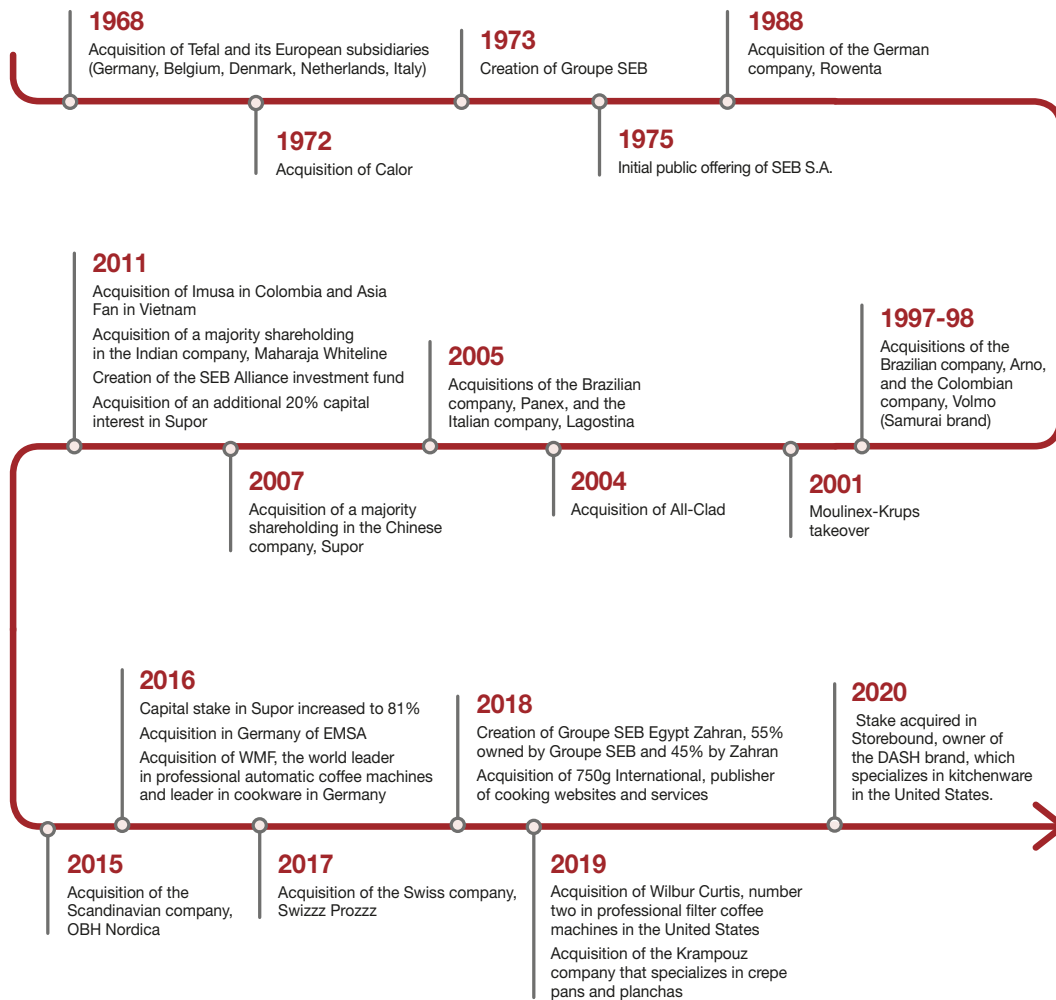 1968
Acquisition of Tefal and its European subsidiaries
(Germany, Belgium, Denmark, Netherlands, Italy)
1972
Acquisition of Calor
1973
Creation of Groupe SEB
1975
Initial public offering of SEB S.A.
1988
Acquisition of the German
company, Rowenta
1997-98
Acquisitions of the
Brazilian company, Arno,
and the Colombian
company, Volmo
(Samurai brand)
2001
Moulinex-Krups
takeover
2004
Acquisition of All-Clad
2005
Acquisitions of the Brazilian
company, Panex, and the
Italian company, Lagostina
2007
Acquisition of a majority
shareholding in the Chinese
company, Supor
2011
Acquisition of Imusa in Colombia and Asia
Fan in Vietnam
Acquisition of a majority shareholding
in the Indian company, Maharaja Whiteline
Creation of the SEB Alliance investment fund
Acquisition of an additional 20% capital
interest in Supor
2015
Acquisition of the
Scandinavian company,
OBH Nordica
2016
Capital stake in Supor increased to 81%
Acquisition in Germany of EMSA
Acquisition of WMF, the world leader
in professional automatic coffee machines
and leader in cookware in Germany
2017
Acquisition of the Swiss company,
Swizzz Prozzz
2018
Creation of Groupe SEB Egypt Zahran, 55%
owned by Groupe SEB and 45% by Zahran
Acquisition of 750g International, publisher
of cooking websites and services
2019
Acquisition of Wilbur Curtis, number
two in professional filter coffee
machines in the United States
Acquisition of the Krampouz
company that specializes in crepe
pans and planchas
2020
Stake acquired in
Storebound, owner of
the DASH brand, which
specializes in kitchenware
in the United States.